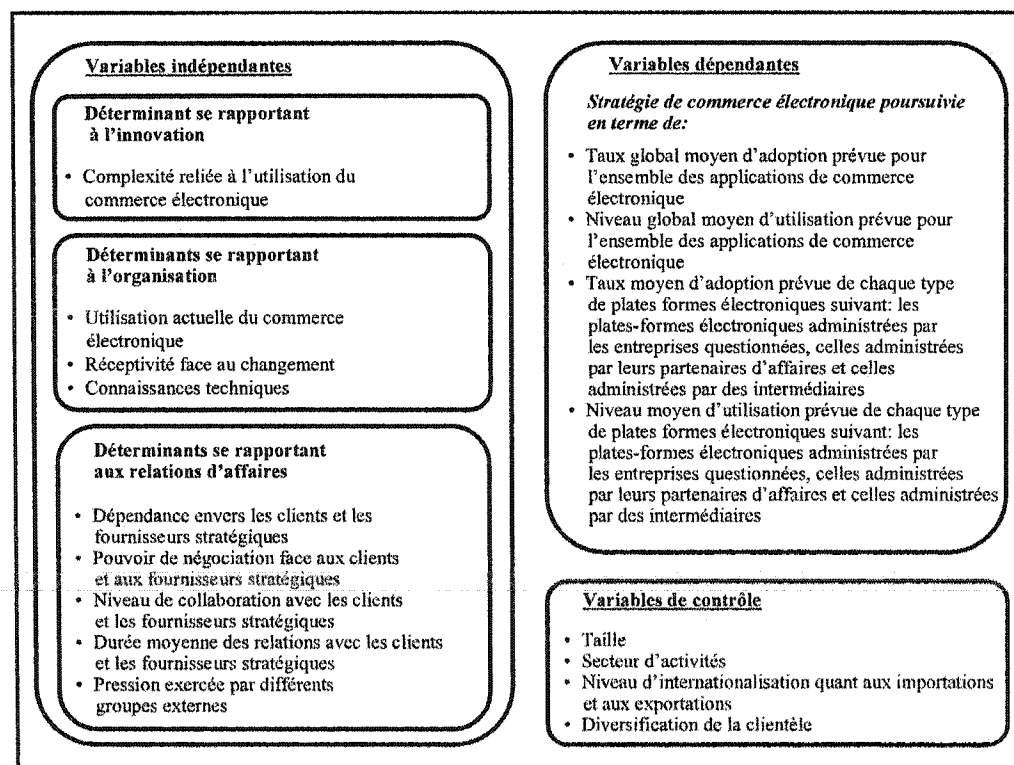 Variables indépendantes
Déterminant se rapportant
à l'innovation
• Complexité reliée à l'utilisation du
commerce électronique
Déterminants se rapportant
à l'organisation
• Utilisation actuelle du commerce
électronique
• Réceptivité face au changement
• Connaissances techniques
Déterminants se rapportant
aux relations d'affaires
• Dépendance envers les clients et les
fournisseurs stratégiques
• Pouvoir de négociation face aux clients
et aux fournisseurs stratégiques
• Niveau de collaboration avec les clients
et les fournisseurs stratégiques
• Durée moyenne des relations avec les clients
et les fournisseurs stratégiques
• Pression exercée par différents
groupes externes
Variables dépendantes
Stratégie de commerce électronique poursuivie
en terme de:
• Taux global moyen d'adoption prévue pour
l'ensemble des applications de commerce
électronique
• Niveau global moyen d'utilisation prévue pour
l'ensemble des applications de commerce
électronique
• Taux moyen d'adoption prévue de chaque type
de plates formes électroniques suivant: les
plates-formes électroniques administrées par
les entreprises questionnées, celles administrées
par leurs partenaires d'affaires et celles
administrées par des intermédiaires
• Niveau moyen d'utilisation prévue de chaque type
de plates formes électroniques suivant: les
plates-formes électroniques administrées par
les entreprises questionnées, celles administrées
par leurs partenaires d'affaires et celles administrées
par des intermédiaires
Variables de contrôle
• Taille
• Secteur d'activités
• Niveau d'internationalisation quant aux importations
et aux exportations
• Diversification de la clientèle